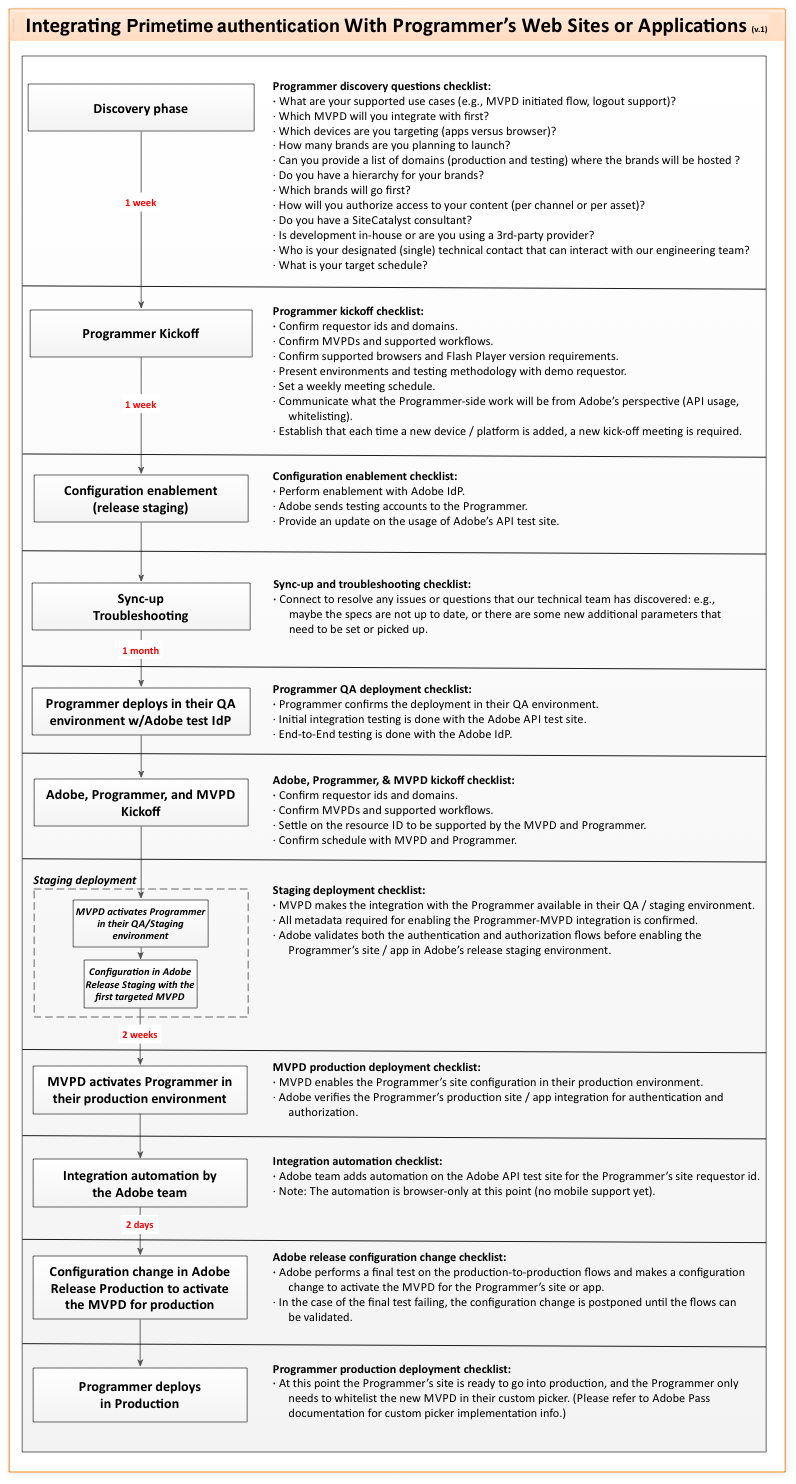 Integrating Primetime authentication With Programmer's Web Sites or Applications (v.1)
Discovery phase
1 week
Programmer discovery questions checklist:
· What are your supported use cases (e.g., MVPD initiated flow, logout support)?
· Which MVPD will you integrate with first?
· Which devices are you targeting (apps versus browser)?
· How many brands are you planning to launch?
· Can you provide a list of domains (production and testing) where the brands will be hosted ?
· Do you have a hierarchy for your brands?
· Which brands will go first?
· How will you authorize access to your content (per channel or per asset)?
· Do you have a SiteCatalyst consultant?
· Is development in-house or are you using a 3rd-party provider?
· Who is your designated (single) technical contact that can interact with our engineering team?
· What is your target schedule?
Programmer Kickoff
1 week
Programmer kickoff checklist:
· Confirm requestor ids and domains.
· Confirm MVPDs and supported workflows.
· Confirm supported browsers and Flash Player version requirements.
· Present environments and testing methodology with demo requestor.
· Set a weekly meeting schedule.
· Communicate what the Programmer-side work will be from Adobe's perspective (API usage,
whitelisting).
· Establish that each time a new device / platform is added, a new kick-off meeting is required.
Configuration enablement
(release staging)
Configuration enablement checklist:
· Perform enablement with Adobe IdP.
· Adobe sends testing accounts to the Programmer.
· Provide an update on the usage of Adobe's API test site.
Sync-up
Troubleshooting
1 month
Sync-up and troubleshooting checklist:
· Connect to resolve any issues or questions that our technical team has discovered: e.g.,
maybe the specs are not up to date, or there are some new additional parameters that
need to be set or picked up.
Programmer deploys in their QA
environment w/Adobe test IdP
Programmer QA deployment checklist:
· Programmer confirms the deployment in their QA environment.
· Initial integration testing is done with the Adobe API test site.
· End-to-End testing is done with the Adobe IdP.
Adobe, Programmer, and MVPD
Kickoff
Adobe, Programmer, & MVPD kickoff checklist:
· Confirm requestor ids and domains.
· Confirm MVPDs and supported workflows.
· Settle on the resource ID to be supported by the MVPD and Programmer.
· Confirm schedule with MVPD and Programmer.
Staging deployment
MVPD activates Programmer
in their QA/Staging
environment
Configuration in Adobe
Release Staging with the
first targeted MVPD
2 weeks
Staging deployment checklist:
· MVPD makes the integration with the Programmer available in their QA / staging environment.
· All metadata required for enabling the Programmer-MVPD integration is confirmed.
· Adobe validates both the authentication and authorization flows before enabling the
Programmer's site / app in Adobe's release staging environment.
MVPD activates Programmer in
their production environment
MVPD production deployment checklist:
· MVPD enables the Programmer's site configuration in their production environment.
· Adobe verifies the Programmer's production site / app integration for authentication and
authorization.
Integration automation by
the Adobe team
2 days
Integration automation checklist:
· Adobe team adds automation on the Adobe API test site for the Programmer's site requestor id.
· Note: The automation is browser-only at this point (no mobile support yet).
Configuration change in Adobe
Release Production to activate
the MVPD for production
Adobe release configuration change checklist:
· Adobe performs a final test on the production-to-production flows and makes a configuration
change to activate the MVPD for the Programmer's site or app.
· In the case of the final test failing, the configuration change is postponed until the flows can
be validated.
Programmer deploys
in Production
Programmer production deployment checklist:
· At this point the Programmer's site is ready to go into production, and the Programmer only
needs to whitelist the new MVPD in their custom picker. (Please refer to Adobe Pass
documentation for custom picker implementation info.)